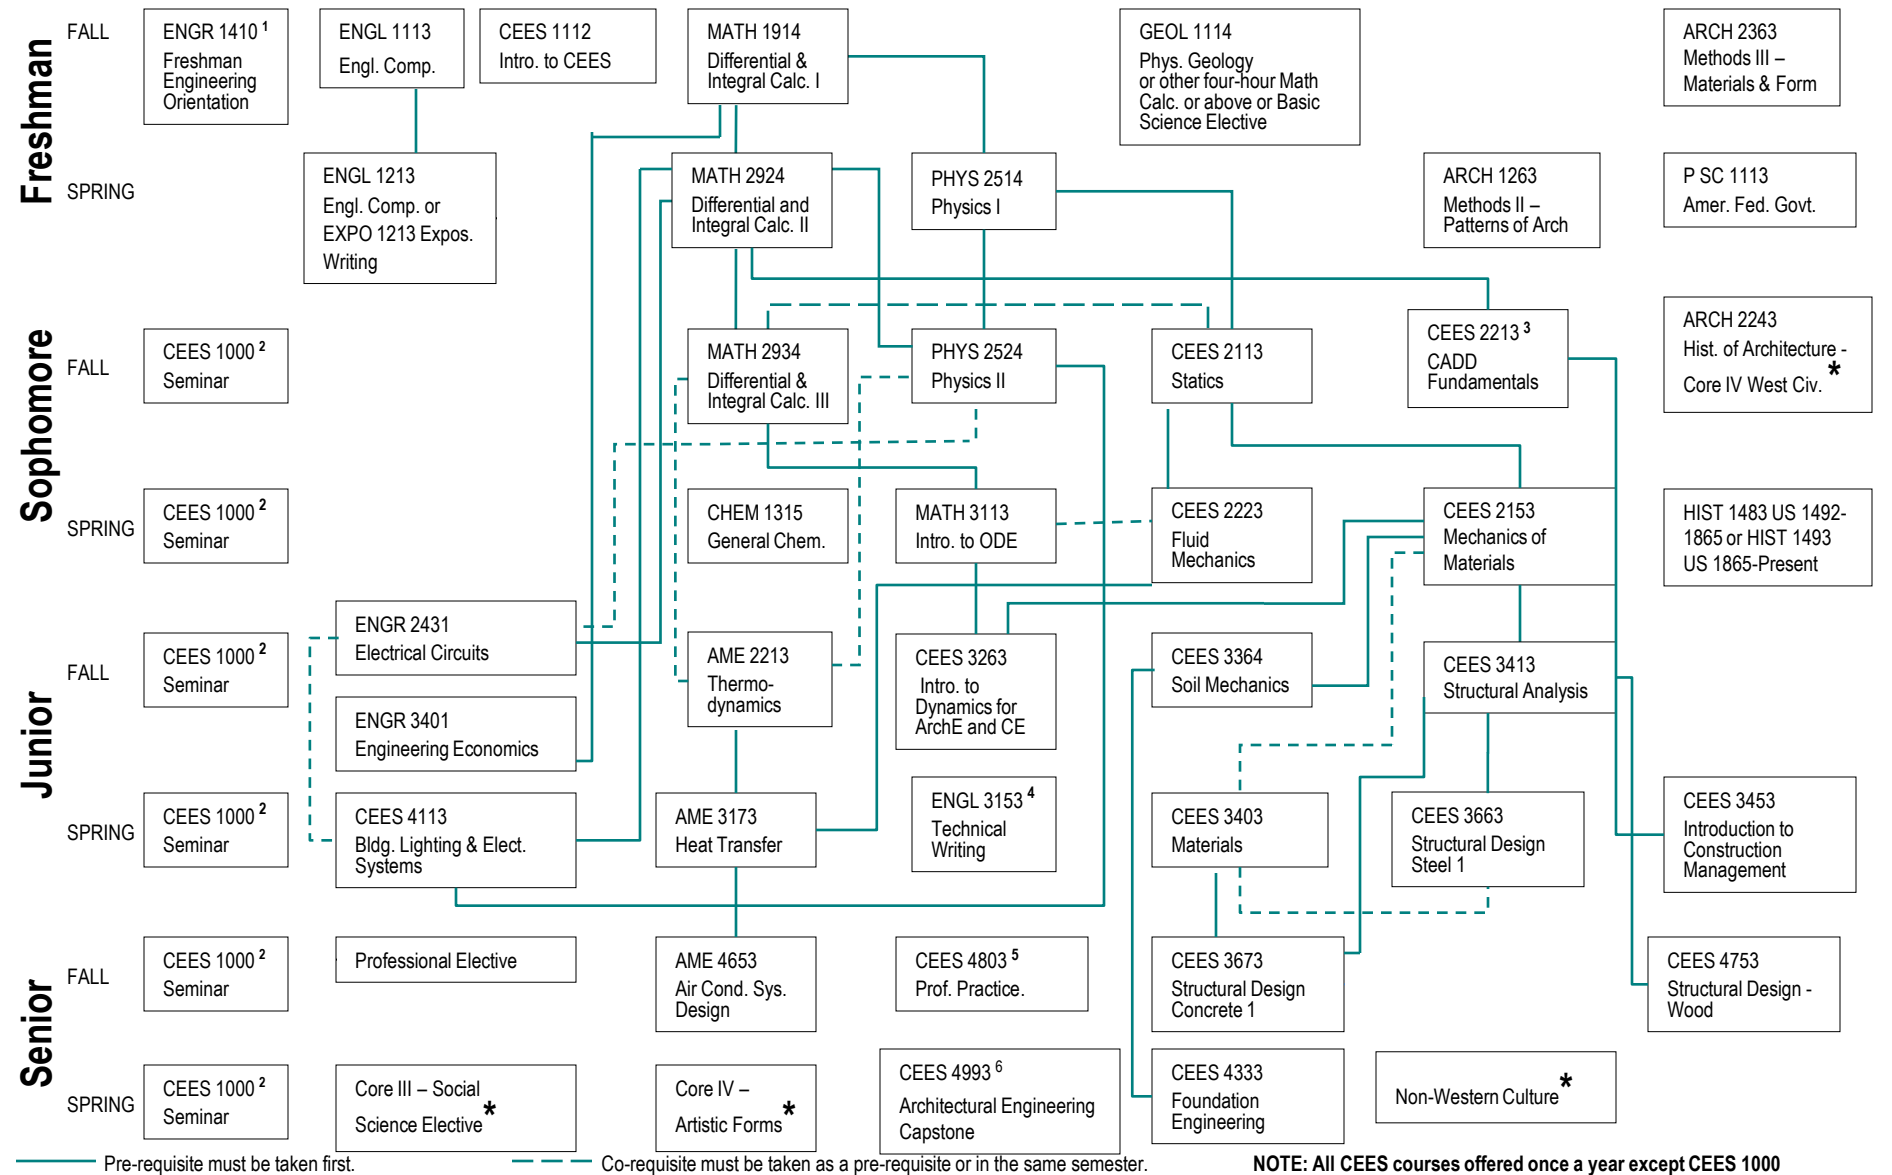 Freshman
FALL
ENGR 1410 1
Freshman
Engineering
Orientation
ENGL 1113
Engl. Comp.
CEES 1112
Intro. to CEES
MATH 1914
Differential &
Integral Calc. I
GEOL 1114
Phys. Geology
or other four-hour Math
Calc. or above or Basic
Science Elective
ARCH 2363
Methods III –
Materials & Form
SPRING
ENGL 1213
Engl. Comp. or
EXPO 1213 Expos.
Writing
MATH 2924
Differential and
Integral Calc. II
PHYS 2514
Physics I
ARCH 1263
Methods II –
Patterns of Arch
P SC 1113
Amer. Fed. Govt.
Sophomore
FALL
CEES 1000 2
Seminar
MATH 2934
Differential &
Integral Calc. III
PHYS 2524
Physics II
CEES 2113
Statics
CEES 2213 3
CADD
Fundamentals
ARCH 2243
Hist. of Architecture -
Core IV West Civ. *
SPRING
CEES 1000 2
Seminar
CHEM 1315
General Chem.
MATH 3113
Intro. to ODE
CEES 2223
Fluid
Mechanics
CEES 2153
Mechanics of
Materials
HIST 1483 US 1492-
1865 or HIST 1493
US 1865-Present
Junior
FALL
CEES 1000 2
Seminar
ENGR 2431
Electrical Circuits
ENGR 3401
Engineering Economics
AME 2213
Thermo-
dynamics
CEES 3263
Intro. to
Dynamics for
ArchE and CE
CEES 3364
Soil Mechanics
CEES 3413
Structural Analysis
SPRING
CEES 1000 2
Seminar
CEES 4113
Bldg. Lighting & Elect.
Systems
AME 3173
Heat Transfer
ENGL 3153 4
Technical
Writing
CEES 3403
Materials
CEES 3663
Structural Design
Steel 1
CEES 3453
Introduction to
Construction
Management
Senior
FALL
CEES 1000 2
Seminar
Professional Elective
AME 4653
Air Cond. Sys.
Design
CEES 4803 5
Prof. Practice.
CEES 3673
Structural Design
Concrete 1
CEES 4753
Structural Design -
Wood
SPRING
CEES 1000 2
Seminar
Core III – Social
Science Elective *
Core IV –
Artistic Forms *
CEES 4993 6
Architectural Engineering
Capstone
CEES 4333
Foundation
Engineering
Non-Western Culture *
Pre-requisite must be taken first.
Co-requisite must be taken as a pre-requisite or in the same semester.
NOTE: All CEES courses offered once a year except CEES 1000